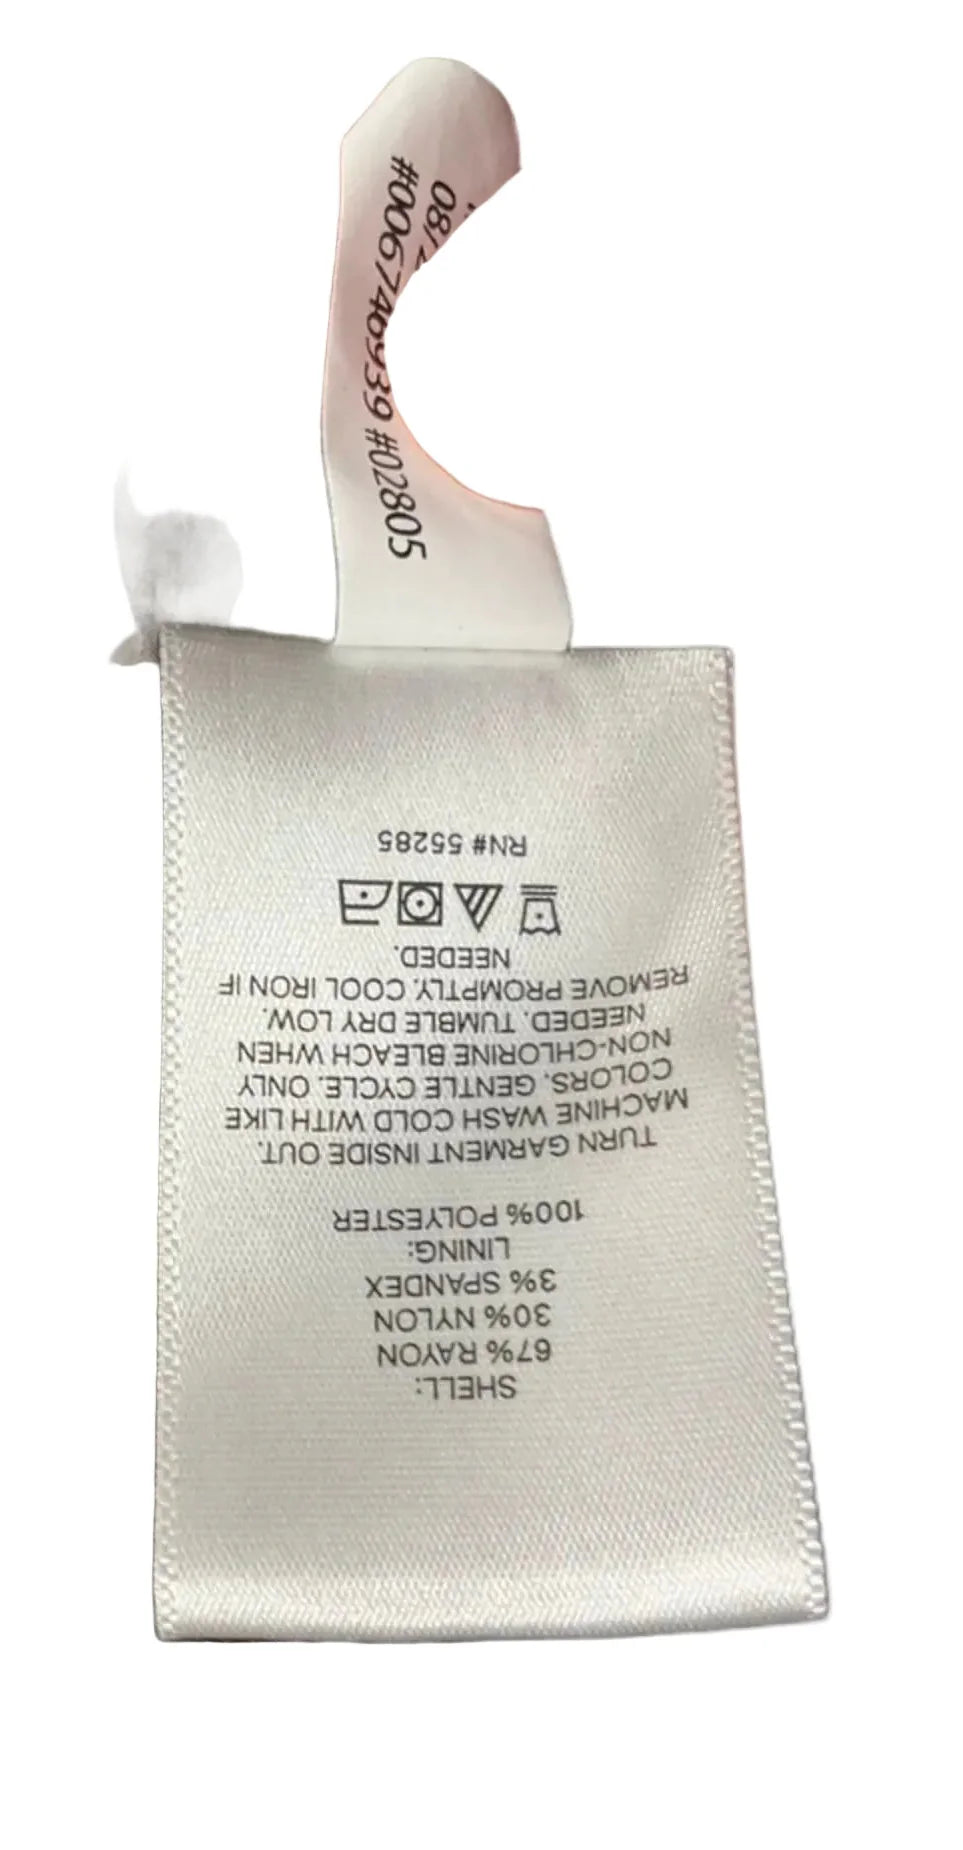 SHELL:
67% RAYON
30% NYLON
3% SPANDEX
LINING:
100% POLYESTER
TURN GARMENT INSIDE OUT.
MACHINE WASH COLD WITH LIKE
COLORS. GENTLE CYCLE. ONLY
NON-CHLORINE BLEACH WHEN
NEEDED. TUMBLE DRY LOW.
REMOVE PROMPTLY. COOL IRON IF
NEEDED.
RN# 55285
08/
#006746939 #02805